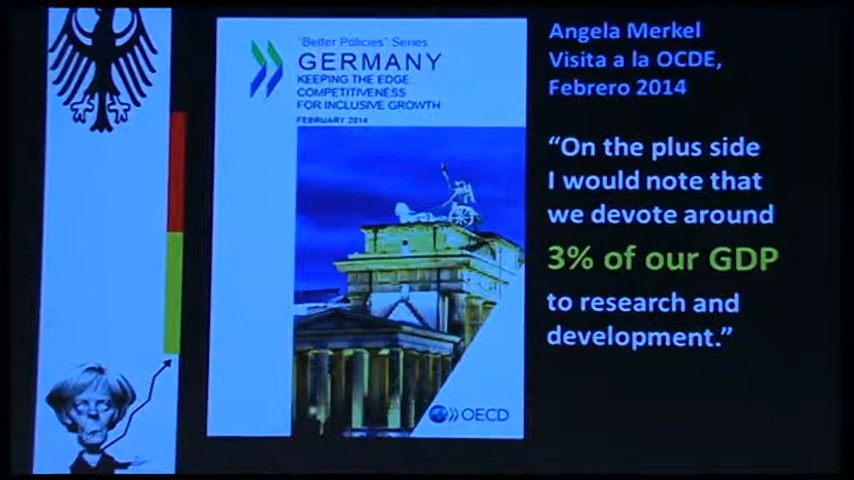 "Better Policies" Series
GERMANY
KEEPING THE EDGE
COMPETITIVENESS
FOR INCLUSIVE GROWTH
FEBRUARY 2014
OECD
Angela Merkel
Visita a la OCDE,
Febrero 2014
“On the plus side
I would note that
we devote around
3% of our GDP
to research and
development.”